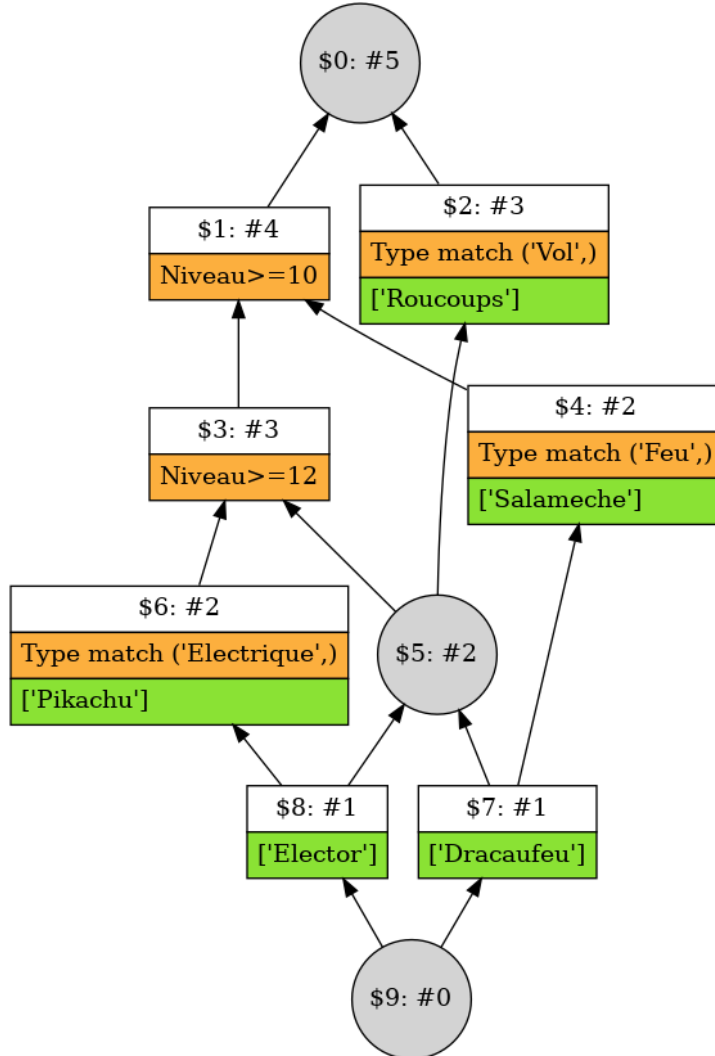 $0: #5
$1: #4
Niveau>=10
$2: #3
Type match ('Vol',)
['Roucoups']
$3: #3
Niveau>=12
$4: #2
Type match ('Feu',)
['Salameche']
$6: #2
Type match ('Electrique',)
['Pikachu']
$5: #2
$8: #1
['Elector']
$7: #1
['Dracaufeu']
$9: #0